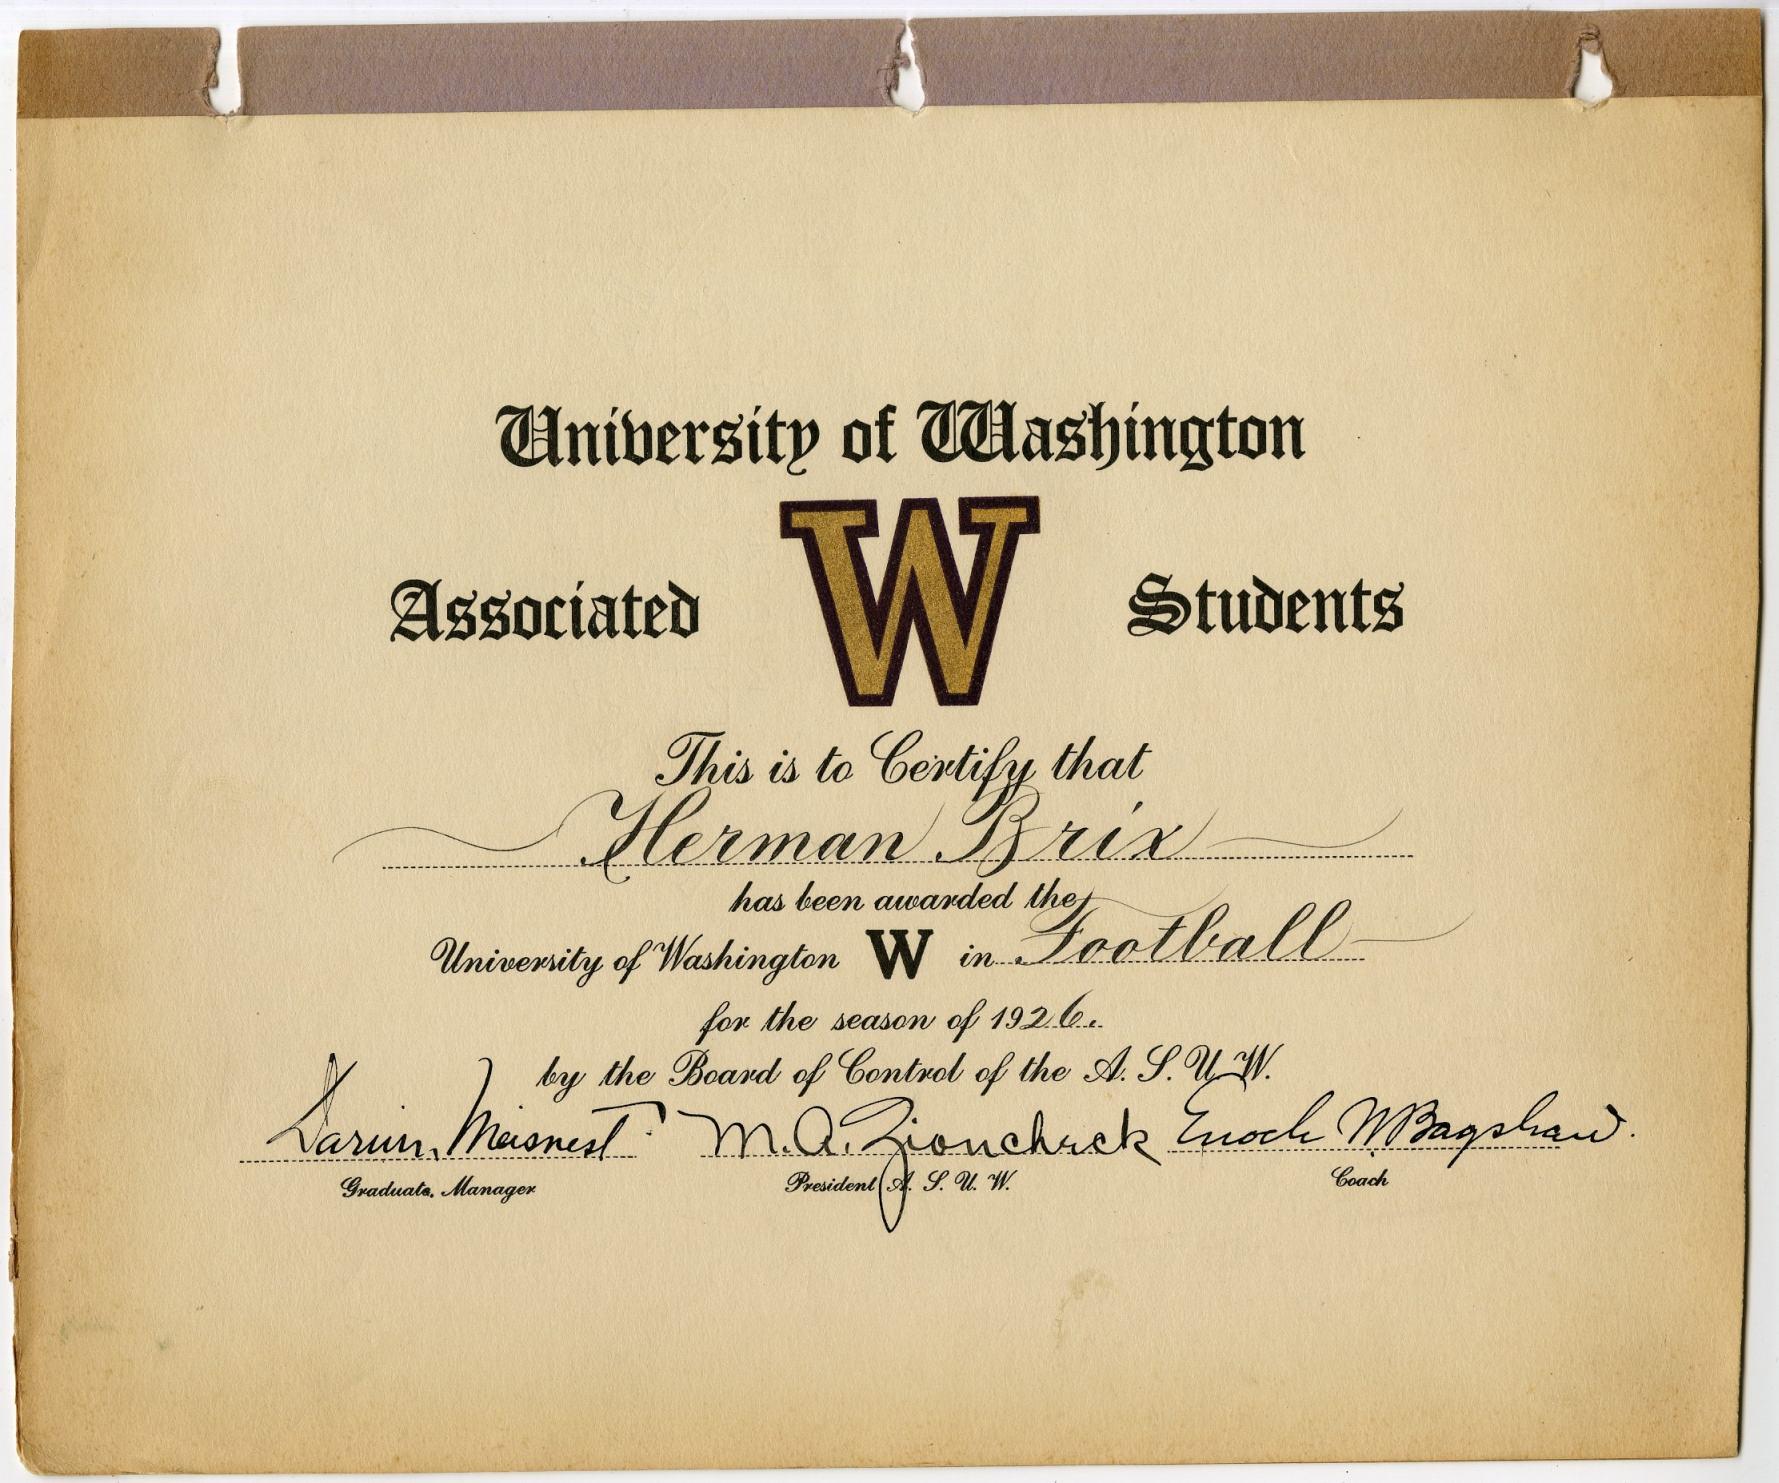 University of Washington
W
Associated Students
This is to Certify that
Herman Brix
has been awarded the
University of Washington W in Football
for the season of 1926.
by the Board of Control of the A. S. U. W.
Darwin Meisnest M. A. Zioncheck Enoch W Bagshaw.
Graduate Manager President A. S. U. W. Coach